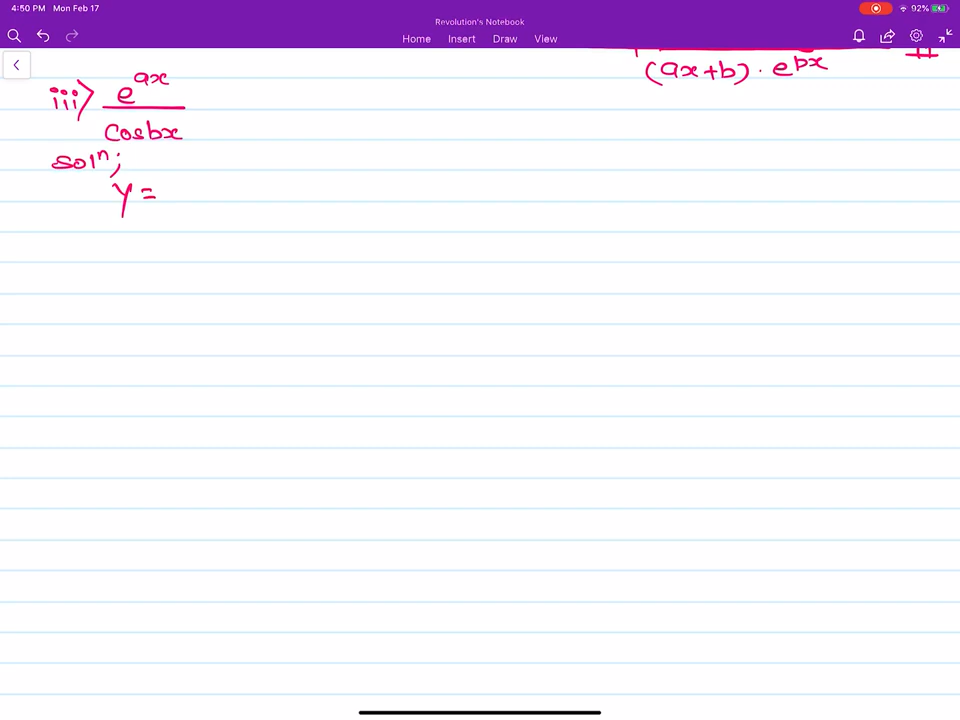 4:50 PM Mon Feb 17
92%
Revolution's Notebook
Home Insert Draw View
(ax+b) · e^bx
iii> e^ax
cosbx
solⁿ;
y =